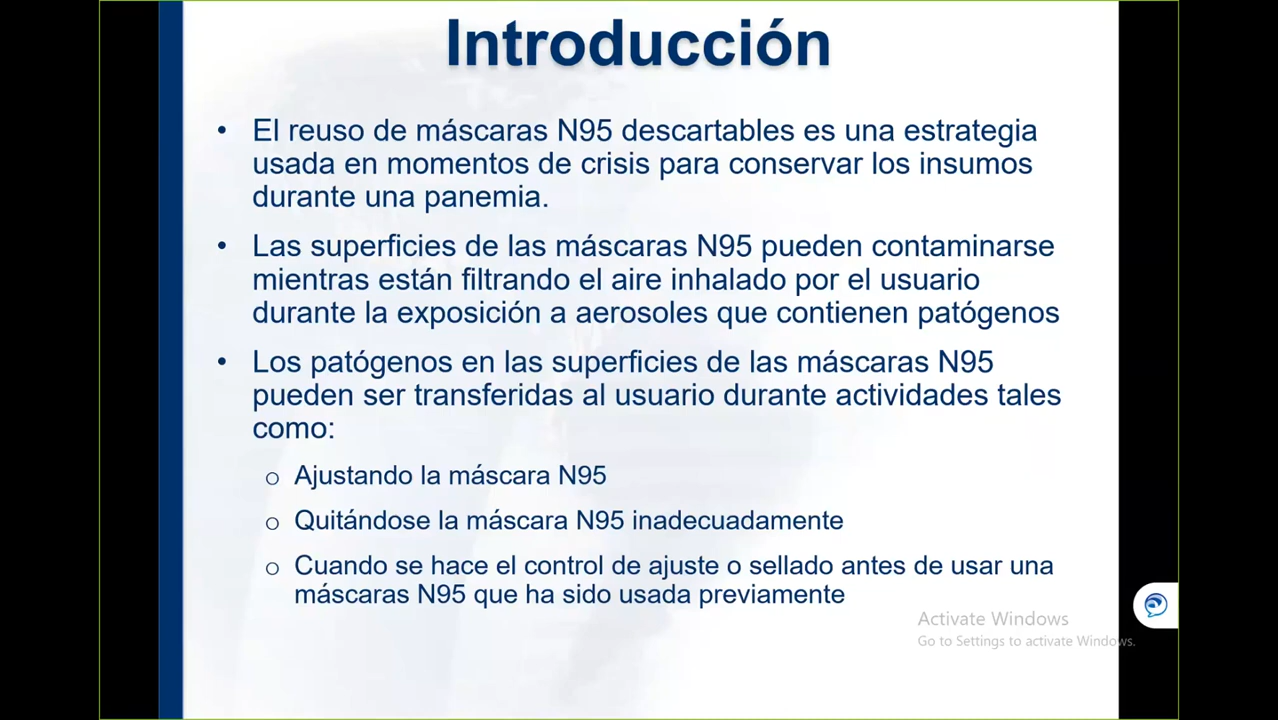 Introducción
• El reuso de máscaras N95 descartables es una estrategia
usada en momentos de crisis para conservar los insumos
durante una panemia.
• Las superficies de las máscaras N95 pueden contaminarse
mientras están filtrando el aire inhalado por el usuario
durante la exposición a aerosoles que contienen patógenos
• Los patógenos en las superficies de las máscaras N95
pueden ser transferidas al usuario durante actividades tales
como:
o Ajustando la máscara N95
o Quitándose la máscara N95 inadecuadamente
o Cuando se hace el control de ajuste o sellado antes de usar una
máscaras N95 que ha sido usada previamente
Activate Windows
Go to Settings to activate Windows.